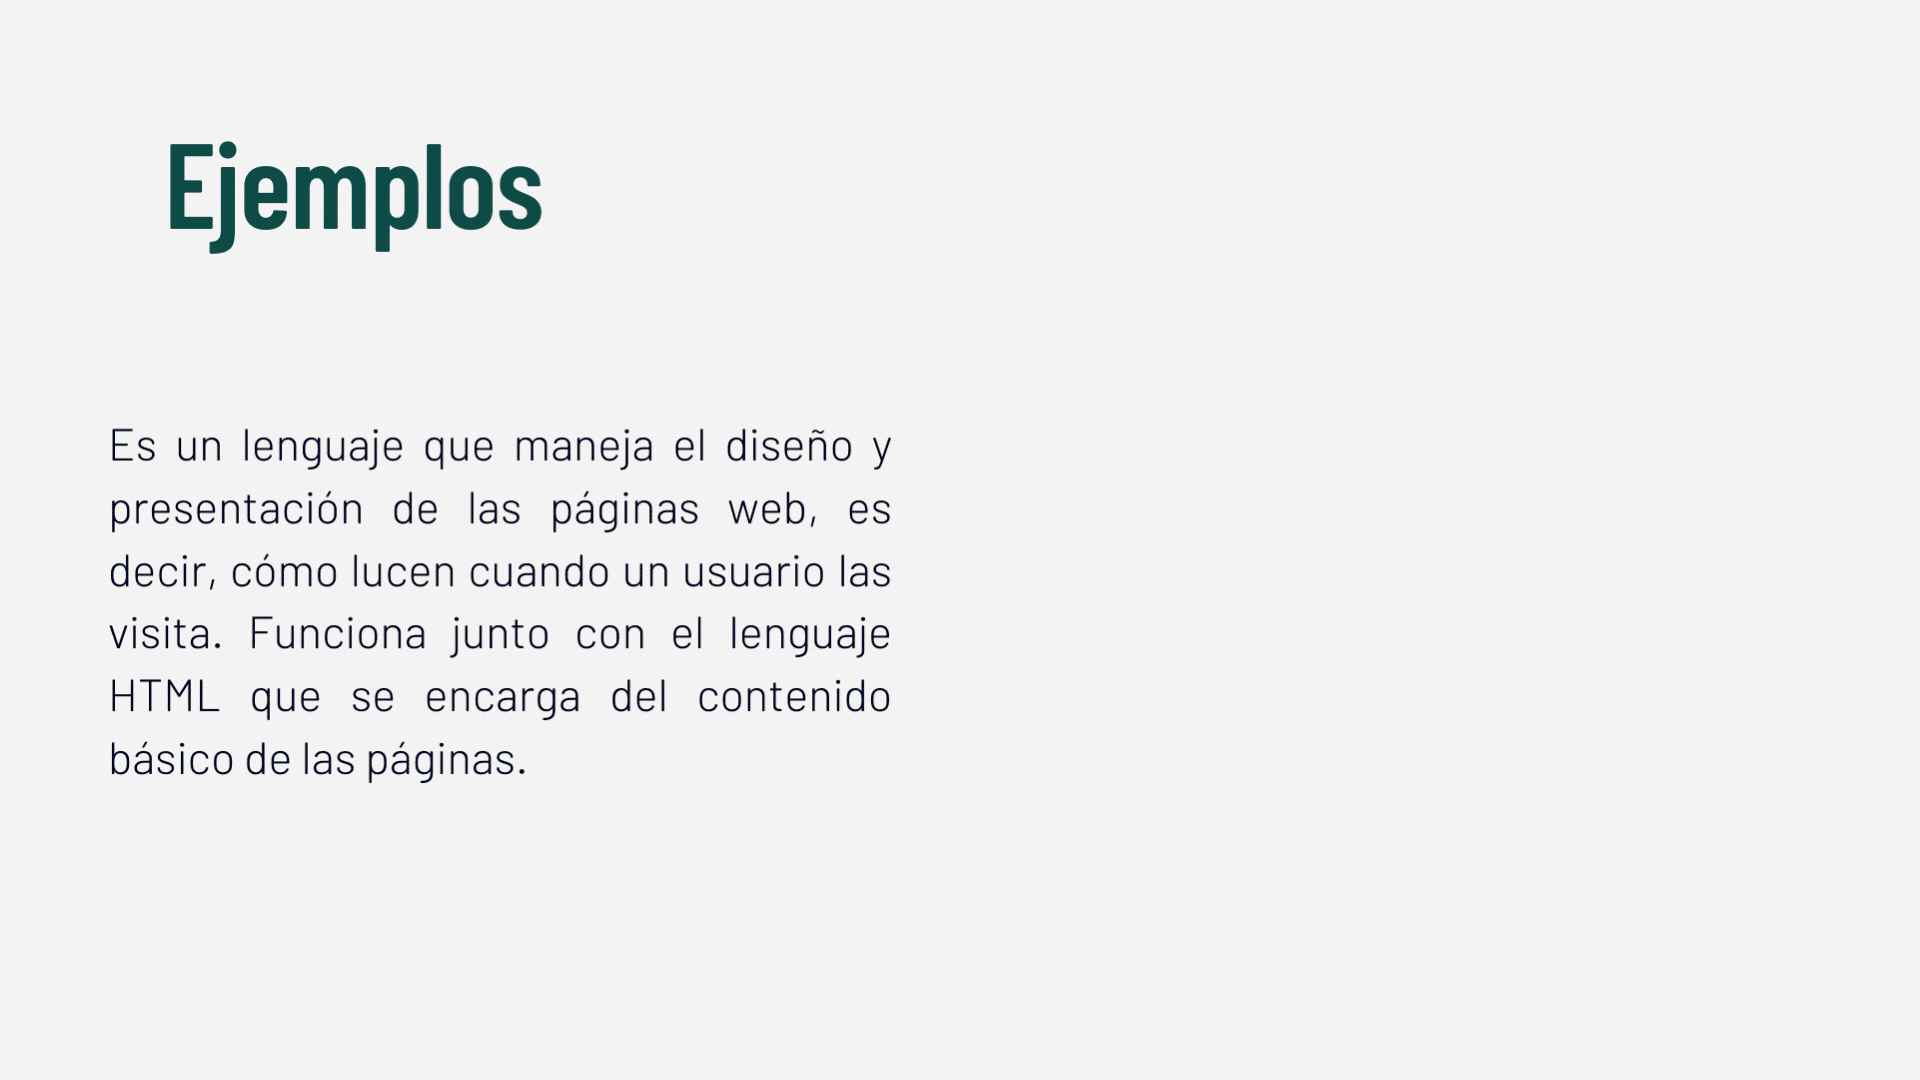 Ejemplos
Es un lenguaje que maneja el diseño y
presentación de las páginas web, es
decir, cómo lucen cuando un usuario las
visita. Funciona junto con el lenguaje
HTML que se encarga del contenido
básico de las páginas.